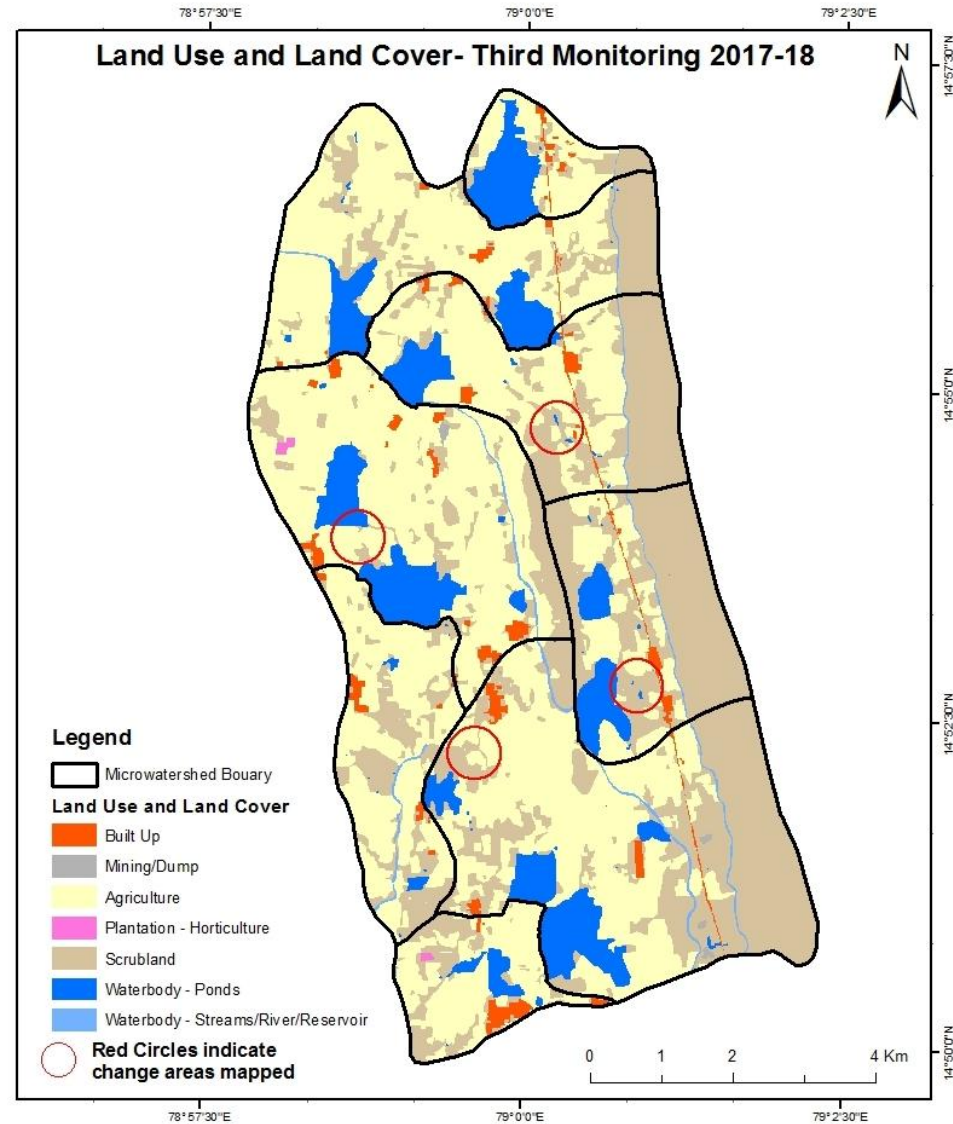 78°57'30"E 79°0'0"E 79°2'30"E
Land Use and Land Cover- Third Monitoring 2017-18
N
14°57'30"N
14°55'0"N
14°52'30"N
14°50'0"N
Legend
Microwatershed Bouary
Land Use and Land Cover
Built Up
Mining/Dump
Agriculture
Plantation - Horticulture
Scrubland
Waterbody - Ponds
Waterbody - Streams/River/Reservoir
Red Circles indicate
change areas mapped
0 1 2 4 Km
78°57'30"E 79°0'0"E 79°2'30"E